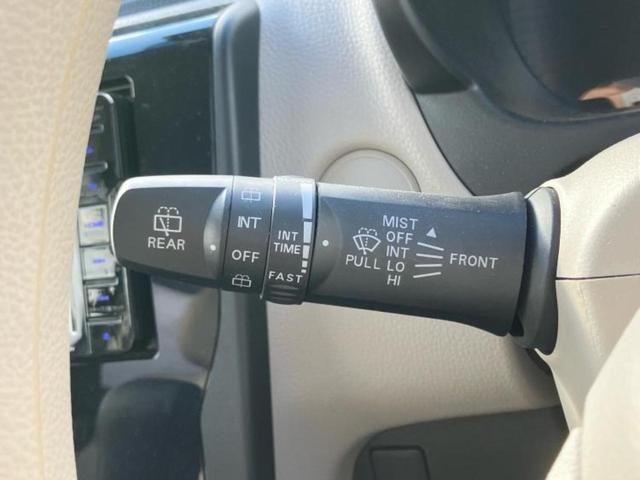 REAR
INT
OFF
INT
TIME
FAST
PULL
MIST
OFF
INT
LO
HI
FRONT